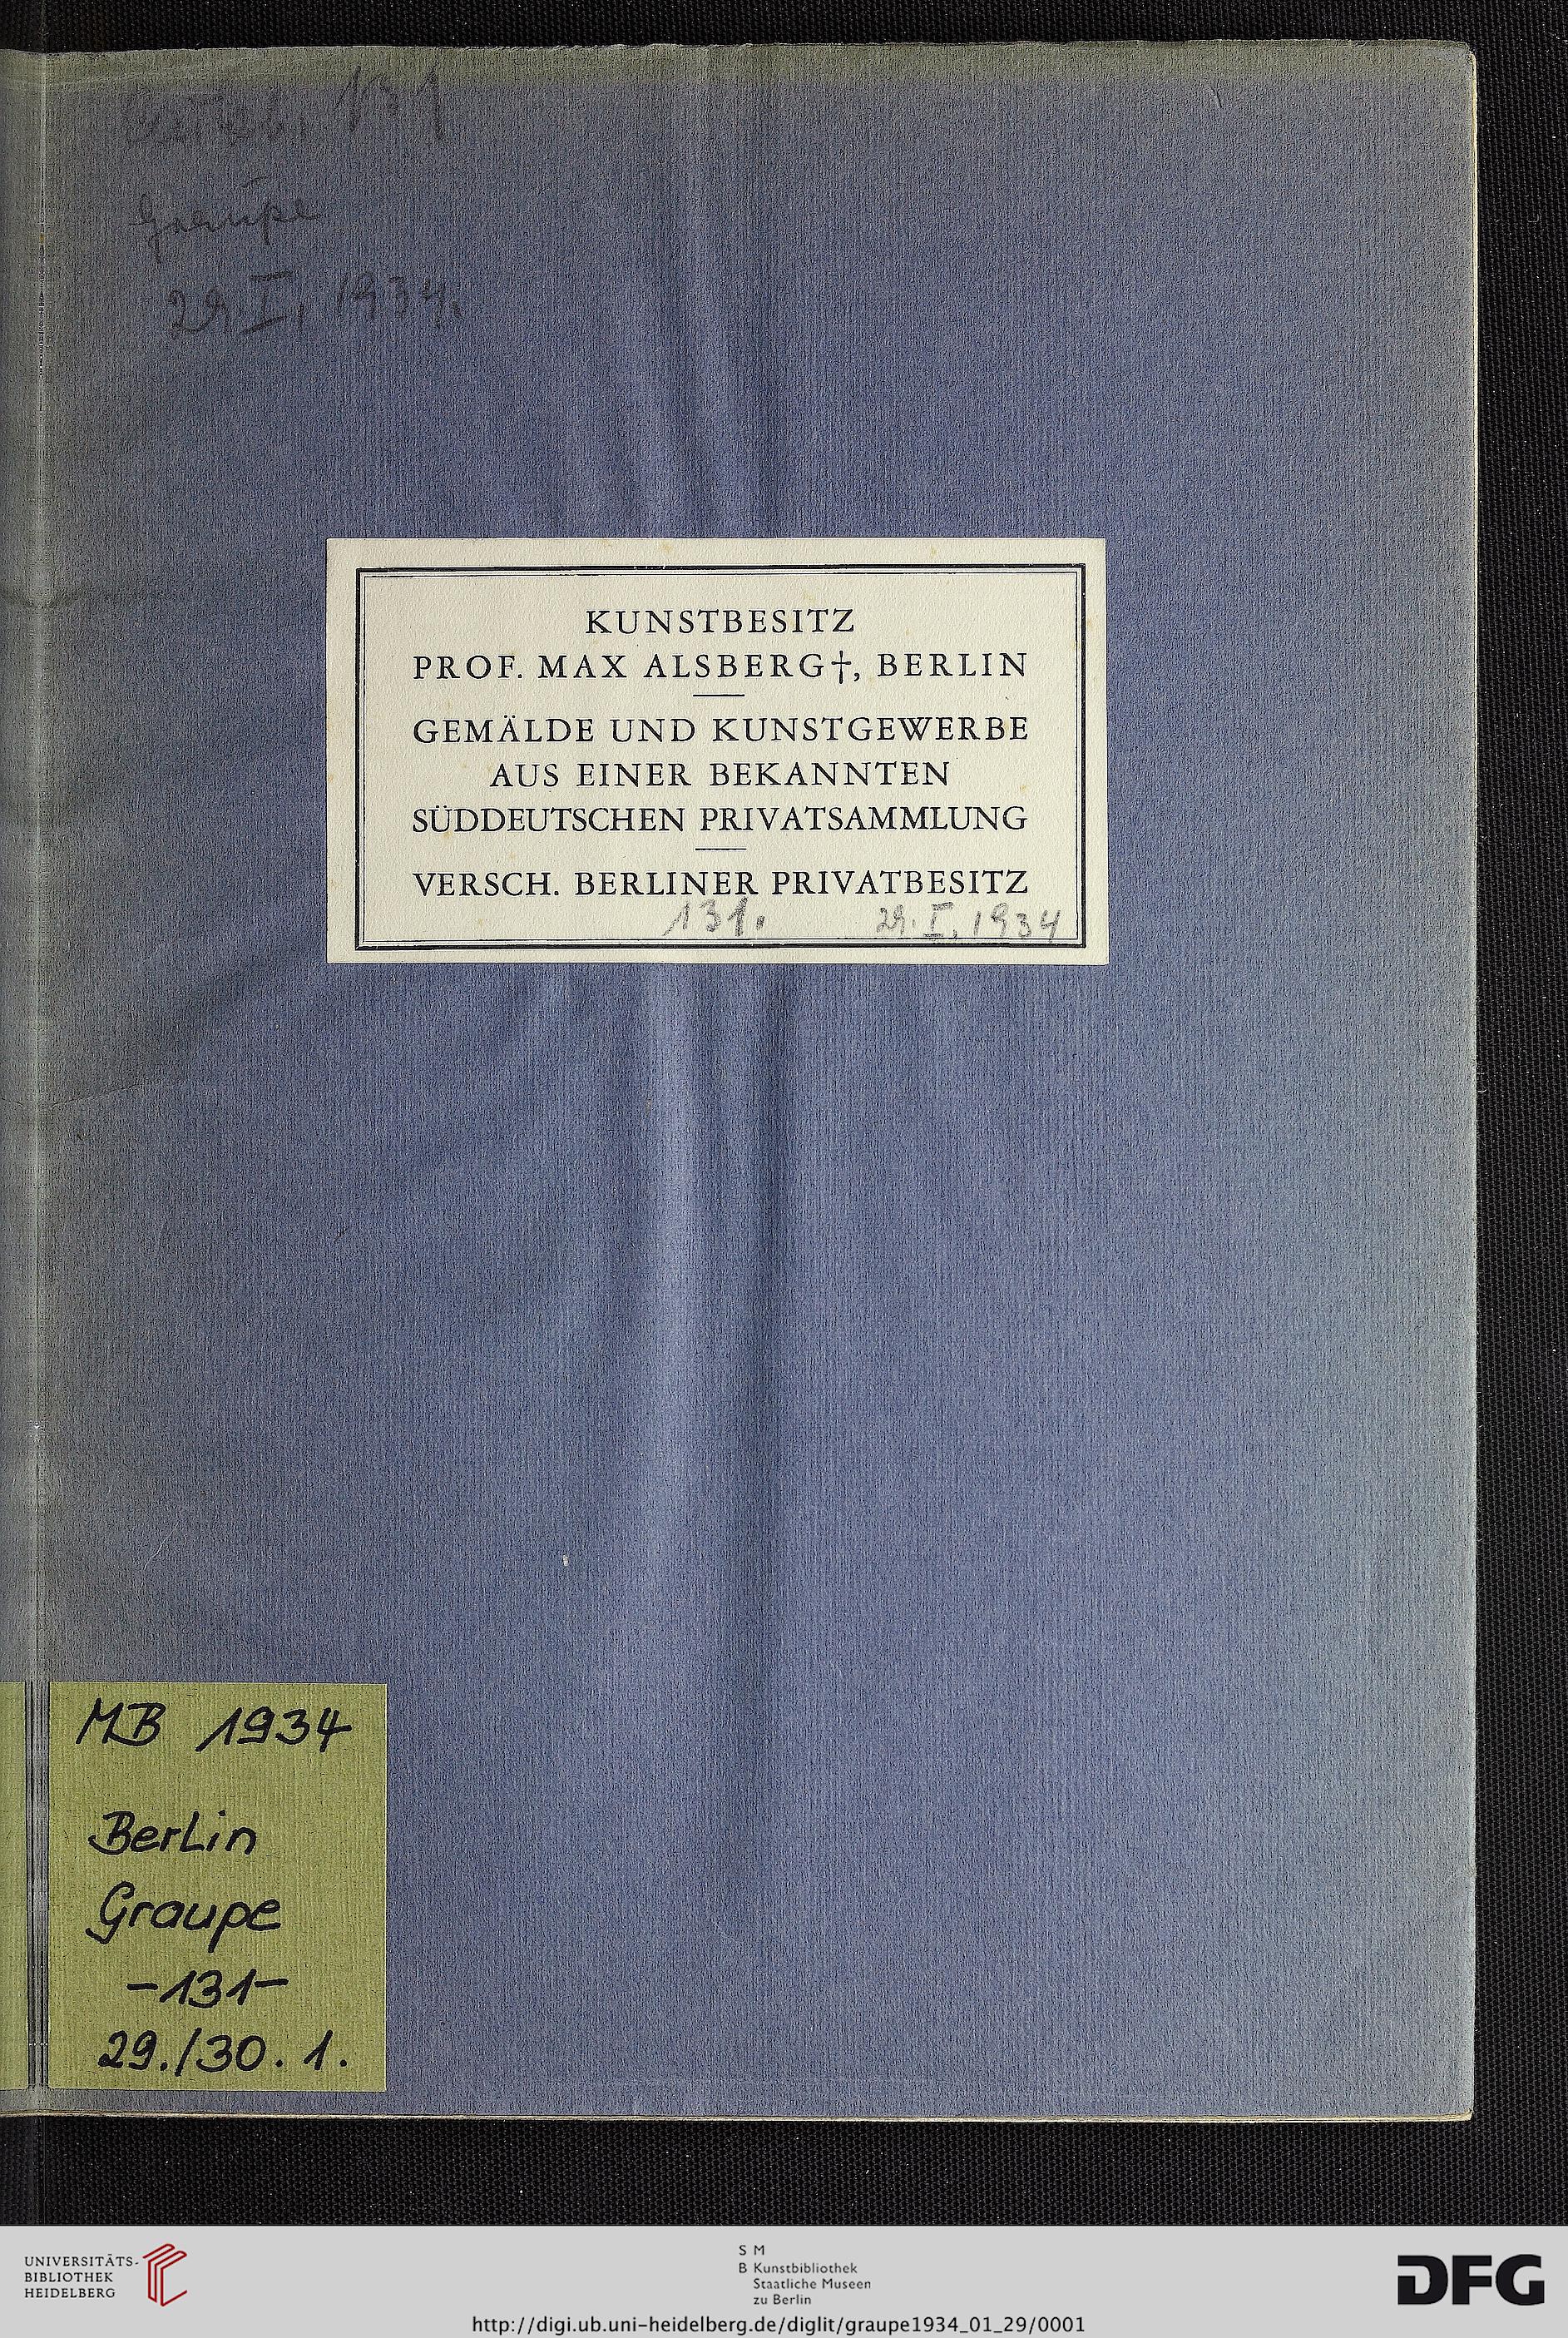 131
Graupe
29. I. 1934.
KUNSTBESITZ
PROF. MAX ALSBERG†, BERLIN
GEMÄLDE UND KUNSTGEWERBE
AUS EINER BEKANNTEN
SÜDDEUTSCHEN PRIVATSAMMLUNG
VERSCH. BERLINER PRIVATBESITZ
131. 29. I. 1934
MB 1934
Berlin
Graupe
-131-
29./30. 1.
UNIVERSITÄTS-
BIBLIOTHEK
HEIDELBERG
S M
B Kunstbibliothek
Staatliche Museen
zu Berlin
DFG
http://digi.ub.uni-heidelberg.de/diglit/graupe1934_01_29/0001